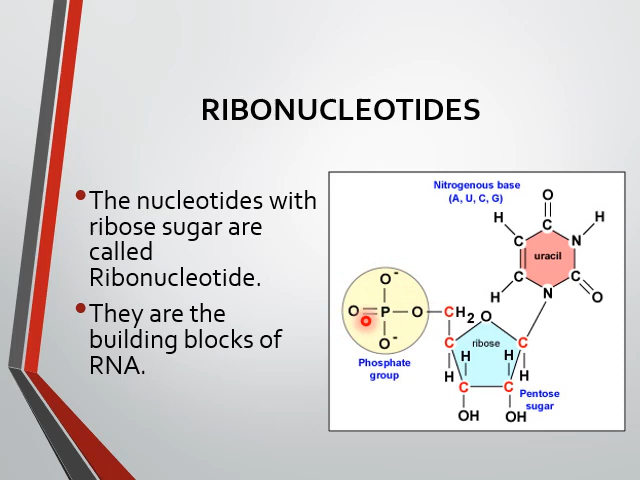 RIBONUCLEOTIDES
•The nucleotides with
ribose sugar are
called
Ribonucleotide.
•They are the
building blocks of
RNA.
Nitrogenous base
(A, U, C, G)
O
H
C
H
C
N
uracil
C
C
H
N
O
O-
O=P—O—CH2
O
O-
Phosphate
group
C
ribose
C
H
H
H
H
C
C
Pentose
sugar
OH
OH